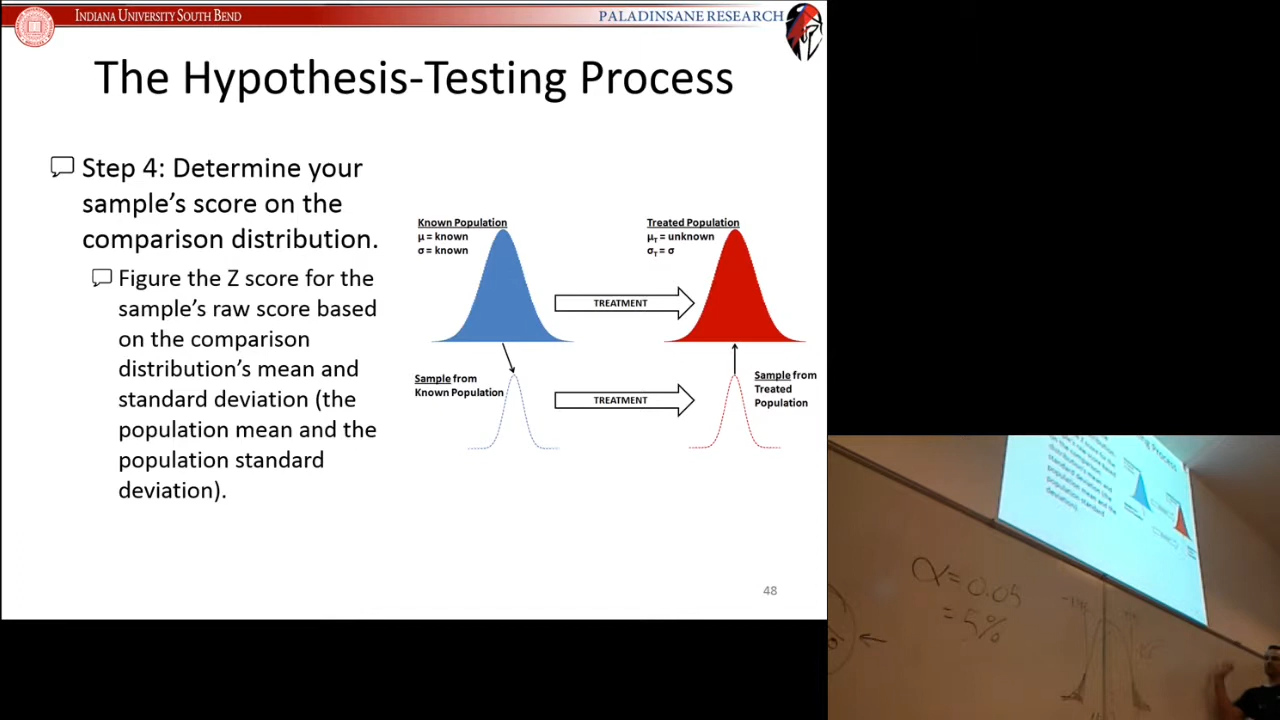 INDIANA UNIVERSITY SOUTH BEND
PALADINSANE RESEARCH
The Hypothesis-Testing Process
Step 4: Determine your
sample's score on the
comparison distribution.
Figure the Z score for the
sample's raw score based
on the comparison
distribution's mean and
standard deviation (the
population mean and the
population standard
deviation).
Known Population
μ = known
σ = known
Treated Population
μT = unknown
σT = σ
TREATMENT
Sample from
Known Population
TREATMENT
Sample from
Treated
Population
48
α = 0.05
= 5%